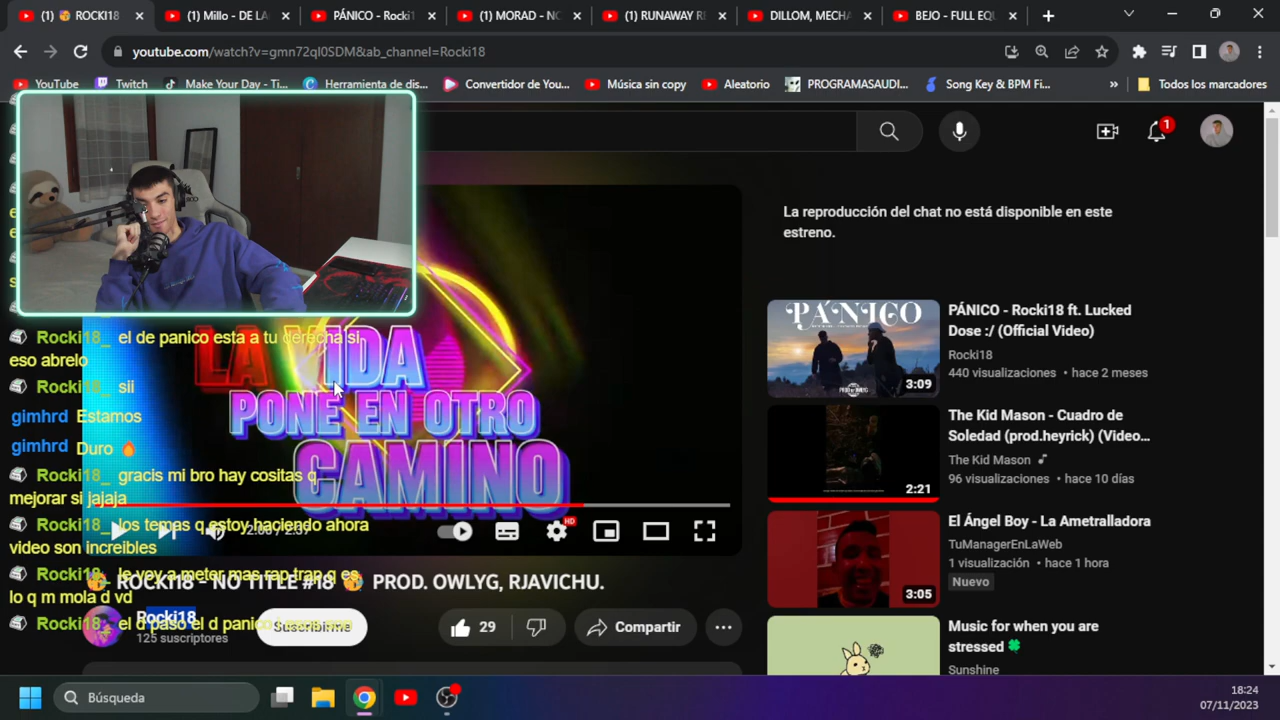 (1) 🥳 ROCKI18
(1) Millo - DE LA
PÁNICO - Rocki1
(1) MORAD - NO
(1) RUNAWAY RE
DILLOM, MECHA
BEJO - FULL EQU
youtube.com/watch?v=gmn72qI0SDM&ab_channel=Rocki18
YouTube
Twitch
Make Your Day - Ti...
Herramienta de dis...
Convertidor de You...
Música sin copy
Aleatorio
PROGRAMASAUDI...
Song Key & BPM Fi...
»
Todos los marcadores
1
La reproducción del chat no está disponible en este
estreno.
LA VIDA
PONE EN OTRO
CAMINO
Rocki18_ el de panico esta a tu derecha si
eso abrelo
Rocki18_ sii
gimhrd Estamos
gimhrd Duro 🔥
Rocki18_ gracis mi bro hay cositas q
mejorar si jajaja
Rocki18_ los temas q estoy haciendo ahora
video son increibles
Rocki18_ le voy a meter mas rap trap q es
lo q m mola d vd
Rocki18_ el d paso el d panico
HD
🥳 ROCKI18 - NO TITLE #18 🥳 PROD. OWLYG, RJAVICHU.
Rocki18
125 suscriptores
Suscribirme
29
Compartir
PÁNICO
3:09
PÁNICO - Rocki18 ft. Lucked
Dose :/ (Official Video)
Rocki18
440 visualizaciones • hace 2 meses
2:21
The Kid Mason - Cuadro de
Soledad (prod.heyrick) (Video...
The Kid Mason
96 visualizaciones • hace 10 días
3:05
El Ángel Boy - La Ametralladora
TuManagerEnLaWeb
1 visualización • hace 1 hora
Nuevo
Music for when you are
stressed 🍀
Sunshine
Búsqueda
18:24
07/11/2023